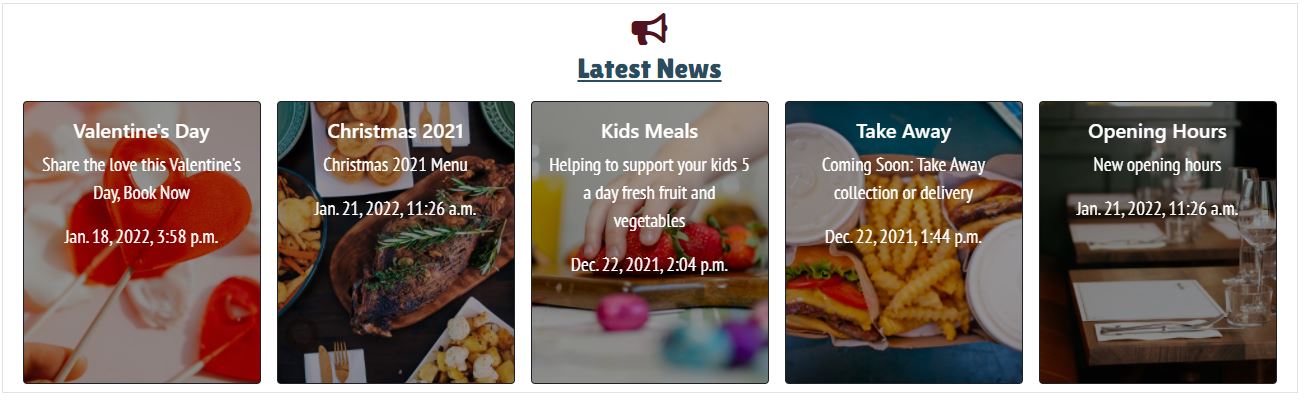 Latest News
Valentine's Day
Share the love this Valentine's
Day, Book Now
Jan. 18, 2022, 3:58 p.m.
Christmas 2021
Christmas 2021 Menu
Jan. 21, 2022, 11:26 a.m.
Kids Meals
Helping to support your kids 5
a day fresh fruit and
vegetables
Dec. 22, 2021, 2:04 p.m.
Take Away
Coming Soon: Take Away
collection or delivery
Dec. 22, 2021, 1:44 p.m.
Opening Hours
New opening hours
Jan. 21, 2022, 11:26 a.m.